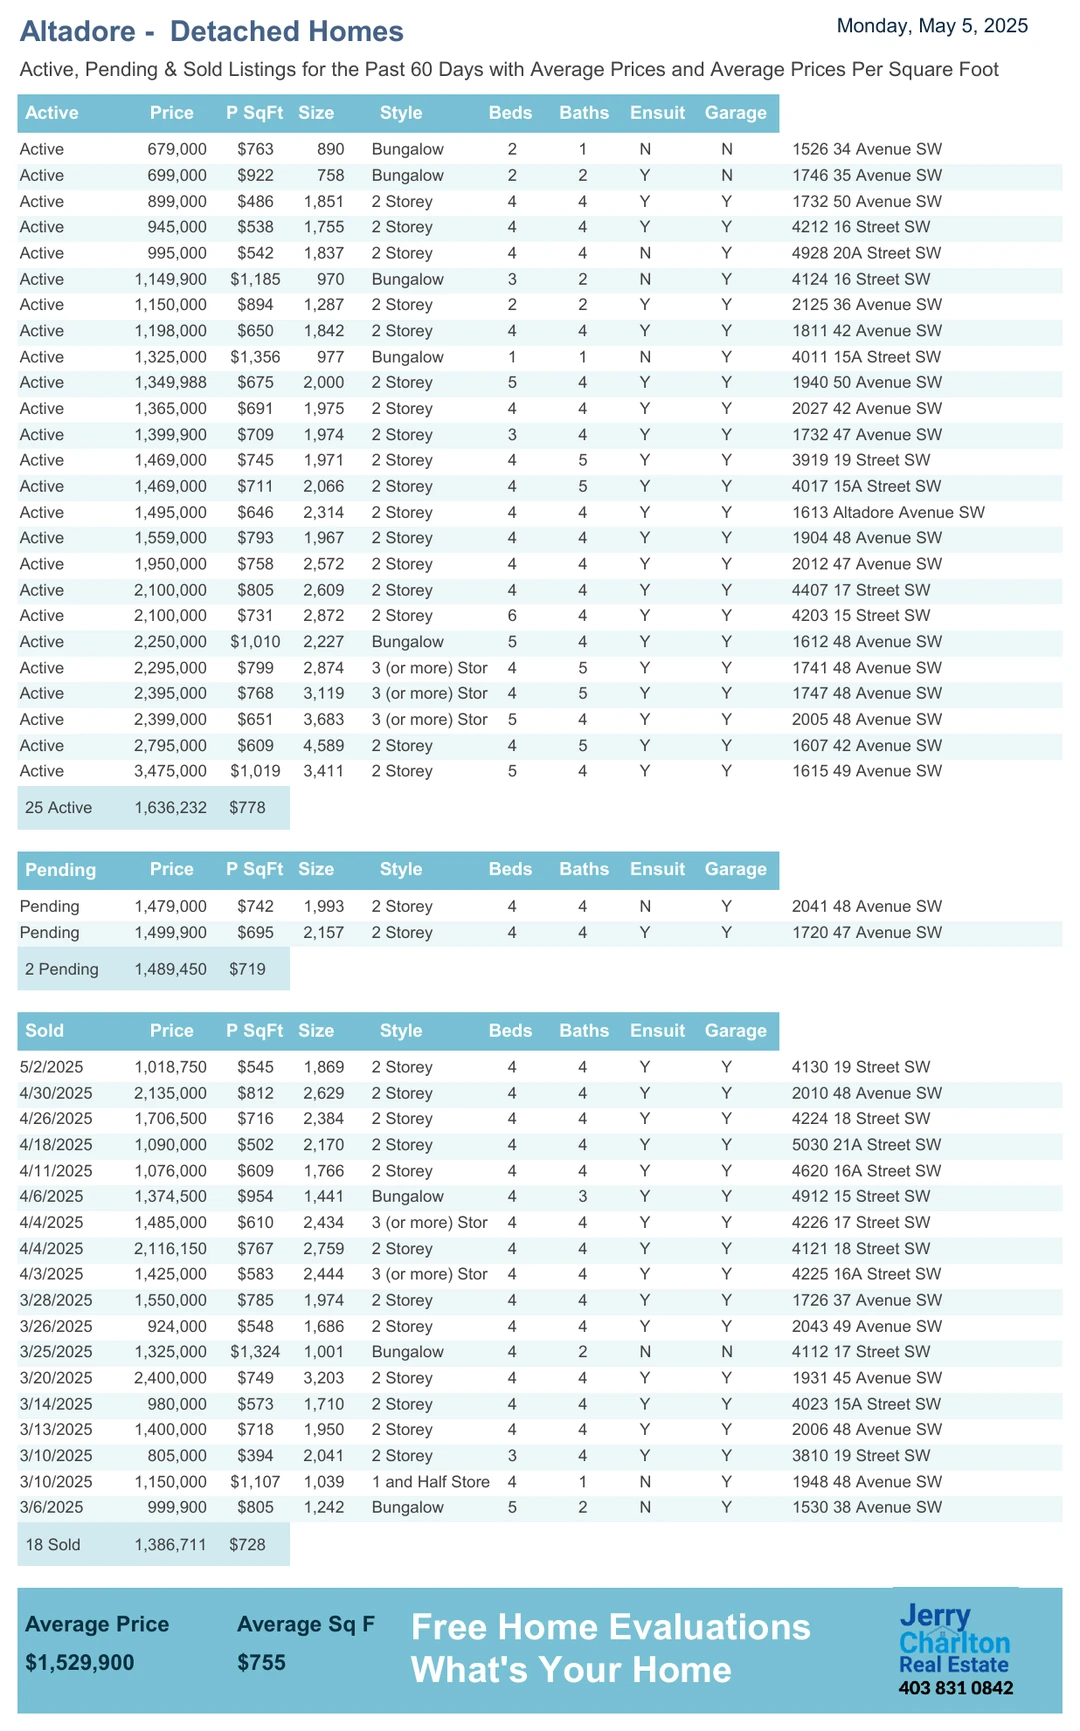 Altadore - Detached Homes
Monday, May 5, 2025
Active, Pending & Sold Listings for the Past 60 Days with Average Prices and Average Prices Per Square Foot
Active Price P SqFt Size Style Beds Baths Ensuit Garage
Active 679,000 $763 890 Bungalow 2 1 N N 1526 34 Avenue SW
Active 699,000 $922 758 Bungalow 2 2 Y N 1746 35 Avenue SW
Active 899,000 $486 1,851 2 Storey 4 4 Y Y 1732 50 Avenue SW
Active 945,000 $538 1,755 2 Storey 4 4 Y Y 4212 16 Street SW
Active 995,000 $542 1,837 2 Storey 4 4 N Y 4928 20A Street SW
Active 1,149,900 $1,185 970 Bungalow 3 2 N Y 4124 16 Street SW
Active 1,150,000 $894 1,287 2 Storey 2 2 Y Y 2125 36 Avenue SW
Active 1,198,000 $650 1,842 2 Storey 4 4 Y Y 1811 42 Avenue SW
Active 1,325,000 $1,356 977 Bungalow 1 1 N Y 4011 15A Street SW
Active 1,349,988 $675 2,000 2 Storey 5 4 Y Y 1940 50 Avenue SW
Active 1,365,000 $691 1,975 2 Storey 4 4 Y Y 2027 42 Avenue SW
Active 1,399,900 $709 1,974 2 Storey 3 4 Y Y 1732 47 Avenue SW
Active 1,469,000 $745 1,971 2 Storey 4 5 Y Y 3919 19 Street SW
Active 1,469,000 $711 2,066 2 Storey 4 5 Y Y 4017 15A Street SW
Active 1,495,000 $646 2,314 2 Storey 4 4 Y Y 1613 Altadore Avenue SW
Active 1,559,000 $793 1,967 2 Storey 4 4 Y Y 1904 48 Avenue SW
Active 1,950,000 $758 2,572 2 Storey 4 4 Y Y 2012 47 Avenue SW
Active 2,100,000 $805 2,609 2 Storey 4 4 Y Y 4407 17 Street SW
Active 2,100,000 $731 2,872 2 Storey 6 4 Y Y 4203 15 Street SW
Active 2,250,000 $1,010 2,227 Bungalow 5 4 Y Y 1612 48 Avenue SW
Active 2,295,000 $799 2,874 3 (or more) Stor 4 5 Y Y 1741 48 Avenue SW
Active 2,395,000 $768 3,119 3 (or more) Stor 4 5 Y Y 1747 48 Avenue SW
Active 2,399,000 $651 3,683 3 (or more) Stor 5 4 Y Y 2005 48 Avenue SW
Active 2,795,000 $609 4,589 2 Storey 4 5 Y Y 1607 42 Avenue SW
Active 3,475,000 $1,019 3,411 2 Storey 5 4 Y Y 1615 49 Avenue SW
25 Active 1,636,232 $778
Pending Price P SqFt Size Style Beds Baths Ensuit Garage
Pending 1,479,000 $742 1,993 2 Storey 4 4 N Y 2041 48 Avenue SW
Pending 1,499,900 $695 2,157 2 Storey 4 4 Y Y 1720 47 Avenue SW
2 Pending 1,489,450 $719
Sold Price P SqFt Size Style Beds Baths Ensuit Garage
5/2/2025 1,018,750 $545 1,869 2 Storey 4 4 Y Y 4130 19 Street SW
4/30/2025 2,135,000 $812 2,629 2 Storey 4 4 Y Y 2010 48 Avenue SW
4/26/2025 1,706,500 $716 2,384 2 Storey 4 4 Y Y 4224 18 Street SW
4/18/2025 1,090,000 $502 2,170 2 Storey 4 4 Y Y 5030 21A Street SW
4/11/2025 1,076,000 $609 1,766 2 Storey 4 4 Y Y 4620 16A Street SW
4/6/2025 1,374,500 $954 1,441 Bungalow 4 3 Y Y 4912 15 Street SW
4/4/2025 1,485,000 $610 2,434 3 (or more) Stor 4 4 Y Y 4226 17 Street SW
4/4/2025 2,116,150 $767 2,759 2 Storey 4 4 Y Y 4121 18 Street SW
4/3/2025 1,425,000 $583 2,444 3 (or more) Stor 4 4 Y Y 4225 16A Street SW
3/28/2025 1,550,000 $785 1,974 2 Storey 4 4 Y Y 1726 37 Avenue SW
3/26/2025 924,000 $548 1,686 2 Storey 4 4 Y Y 2043 49 Avenue SW
3/25/2025 1,325,000 $1,324 1,001 Bungalow 4 2 N N 4112 17 Street SW
3/20/2025 2,400,000 $749 3,203 2 Storey 4 4 Y Y 1931 45 Avenue SW
3/14/2025 980,000 $573 1,710 2 Storey 4 4 Y Y 4023 15A Street SW
3/13/2025 1,400,000 $718 1,950 2 Storey 4 4 Y Y 2006 48 Avenue SW
3/10/2025 805,000 $394 2,041 2 Storey 3 4 Y Y 3810 19 Street SW
3/10/2025 1,150,000 $1,107 1,039 1 and Half Store 4 1 N Y 1948 48 Avenue SW
3/6/2025 999,900 $805 1,242 Bungalow 5 2 N Y 1530 38 Avenue SW
18 Sold 1,386,711 $728
Average Price Average Sq F
$1,529,900 $755
Free Home Evaluations
What's Your Home
Jerry
Charlton
Real Estate
403 831 0842